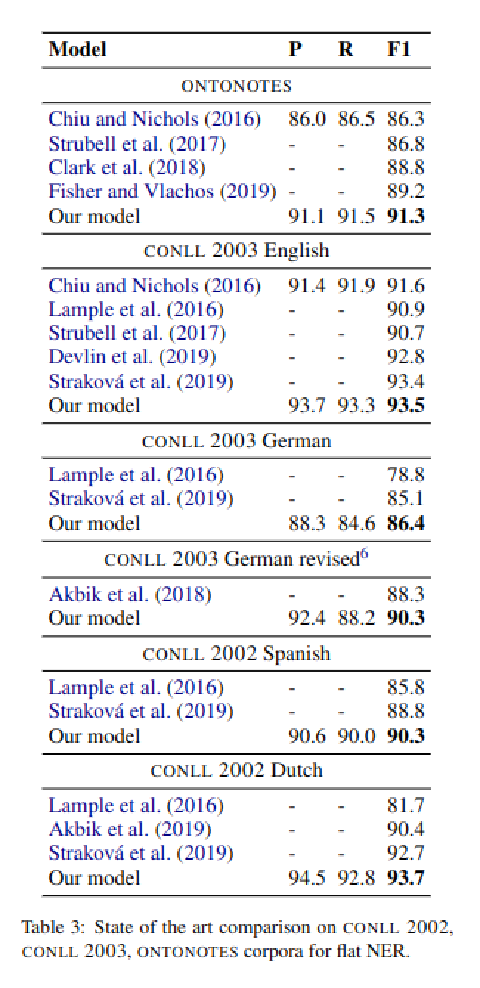 Model P R F1
ONTONOTES
Chiu and Nichols (2016) 86.0 86.5 86.3
Strubell et al. (2017) - - 86.8
Clark et al. (2018) - - 88.8
Fisher and Vlachos (2019) - - 89.2
Our model 91.1 91.5 91.3
CONLL 2003 English
Chiu and Nichols (2016) 91.4 91.9 91.6
Lample et al. (2016) - - 90.9
Strubell et al. (2017) - - 90.7
Devlin et al. (2019) - - 92.8
Straková et al. (2019) - - 93.4
Our model 93.7 93.3 93.5
CONLL 2003 German
Lample et al. (2016) - - 78.8
Straková et al. (2019) - - 85.1
Our model 88.3 84.6 86.4
CONLL 2003 German revised⁶
Akbik et al. (2018) - - 88.3
Our model 92.4 88.2 90.3
CONLL 2002 Spanish
Lample et al. (2016) - - 85.8
Straková et al. (2019) - - 88.8
Our model 90.6 90.0 90.3
CONLL 2002 Dutch
Lample et al. (2016) - - 81.7
Akbik et al. (2019) - - 90.4
Straková et al. (2019) - - 92.7
Our model 94.5 92.8 93.7
Table 3: State of the art comparison on CONLL 2002,
CONLL 2003, ONTONOTES corpora for flat NER.